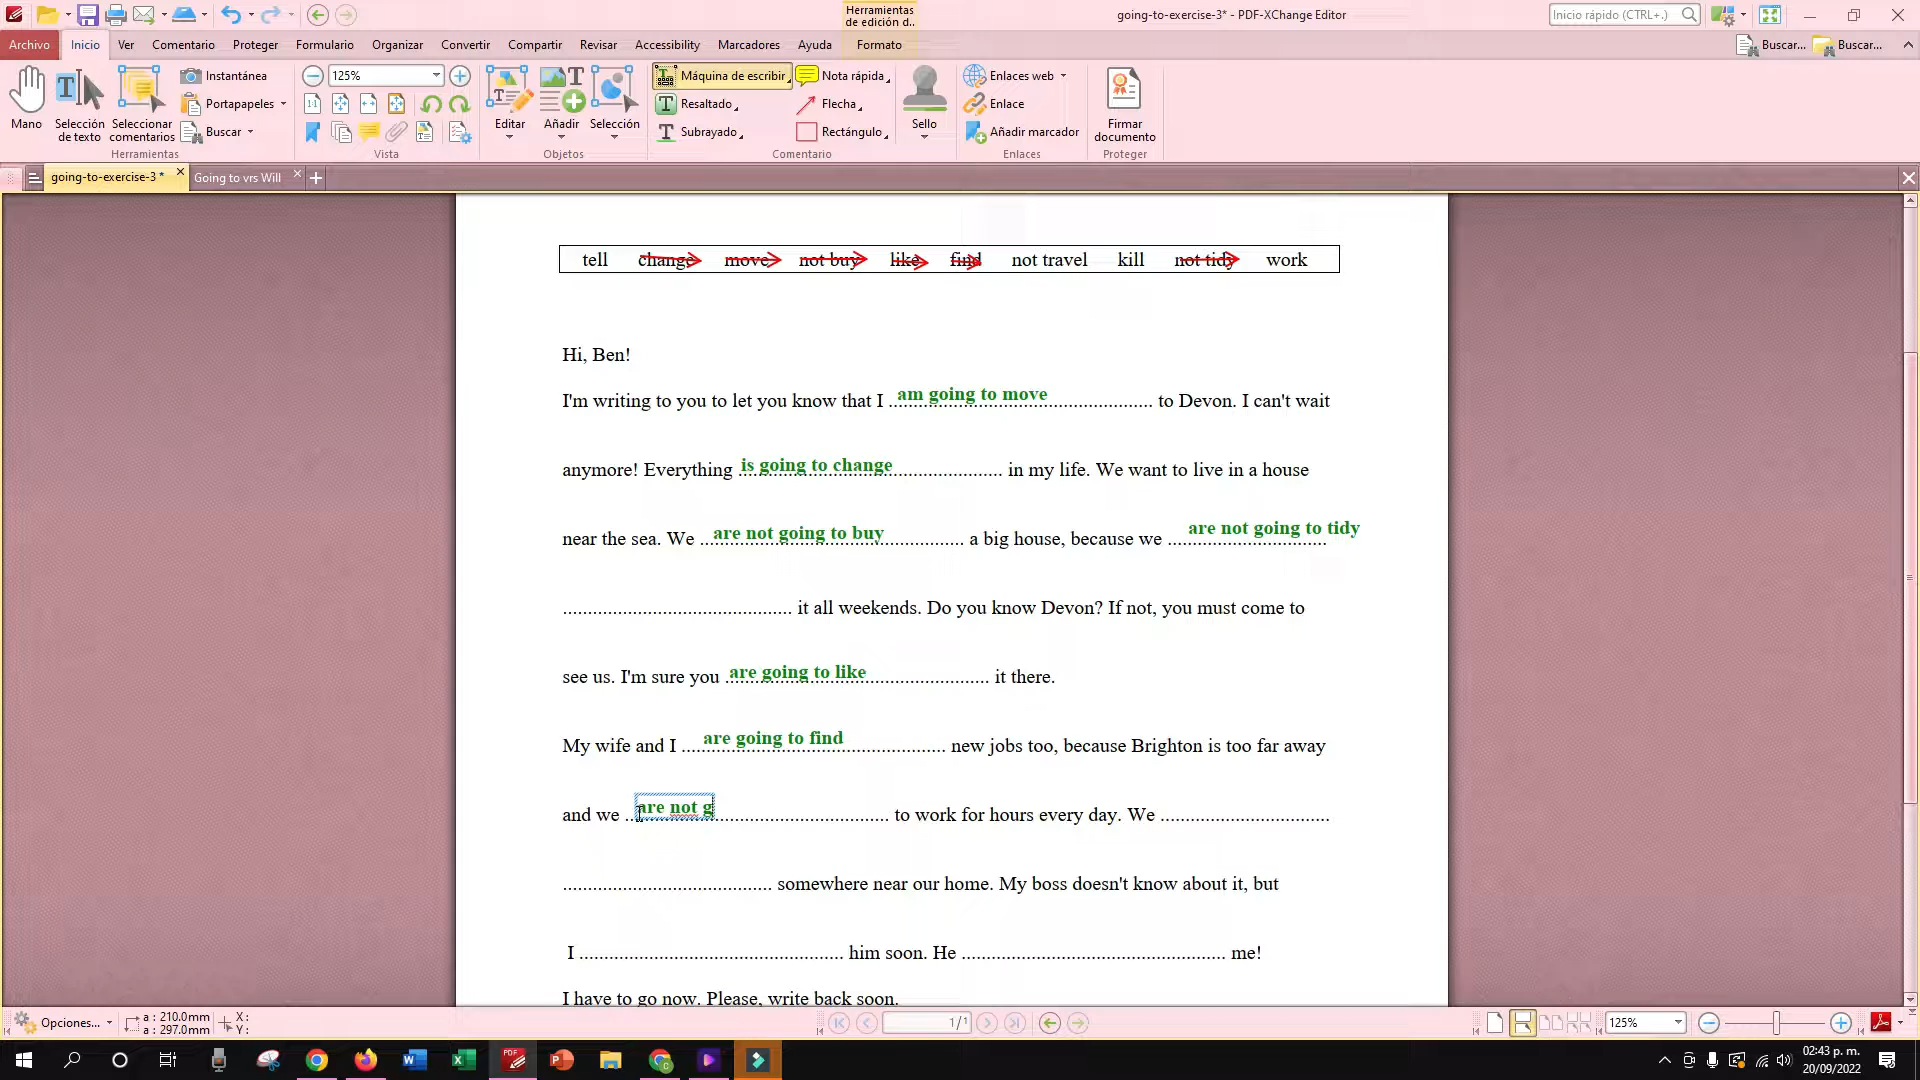 Herramientas
de edición d..
going-to-exercise-3* - PDF-XChange Editor
Inicio rápido (CTRL+.)
Archivo Inicio Ver Comentario Proteger Formulario Organizar Convertir Compartir Revisar Accessibility Marcadores Ayuda Formato Buscar... Buscar...
Mano
Selección
de texto
Seleccionar
comentarios
Instantánea
Portapapeles
Buscar
Herramientas
125%
Vista
Editar
Añadir
Selección
Objetos
Máquina de escribir
Resaltado
Subrayado
Nota rápida
Flecha
Rectángulo
Sello
Comentario
Enlaces web
Enlace
Añadir marcador
Enlaces
Firmar
documento
Proteger
going-to-exercise-3 * Going to vrs Will
tell change move not buy like find not travel kill not tidy work
Hi, Ben!
I'm writing to you to let you know that I am going to move to Devon. I can't wait
anymore! Everything is going to change in my life. We want to live in a house
near the sea. We are not going to buy a big house, because we are not going to tidy
it all weekends. Do you know Devon? If not, you must come to
see us. I'm sure you are going to like it there.
My wife and I are going to find new jobs too, because Brighton is too far away
and we are not g to work for hours every day. We
somewhere near our home. My boss doesn't know about it, but
I him soon. He me!
I have to go now. Please, write back soon.
Opciones...
a : 210.0mm
a : 297.0mm
X :
Y :
1/1
125%
02:43 p. m.
20/09/2022